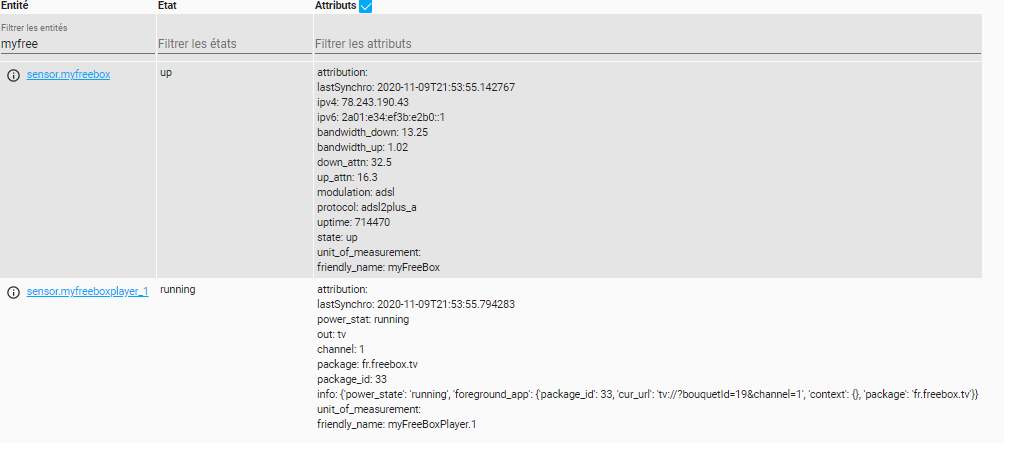 Entité Etat Attributs
Filtrer les entités
myfree Filtrer les états Filtrer les attributs
sensor.myfreebox up attribution:
lastSynchro: 2020-11-09T21:53:55.142767
ipv4: 78.243.190.43
ipv6: 2a01:e34:ef3b:e2b0::1
bandwidth_down: 13.25
bandwidth_up: 1.02
down_attn: 32.5
up_attn: 16.3
modulation: adsl
protocol: adsl2plus_a
uptime: 714470
state: up
unit_of_measurement:
friendly_name: myFreeBox
sensor.myfreeboxplayer_1 running attribution:
lastSynchro: 2020-11-09T21:53:55.794283
power_stat: running
out: tv
channel: 1
package: fr.freebox.tv
package_id: 33
info: {'power_state': 'running', 'foreground_app': {'package_id': 33, 'cur_url': 'tv://?bouquetId=19&channel=1', 'context': {}, 'package': 'fr.freebox.tv'}}
unit_of_measurement:
friendly_name: myFreeBoxPlayer.1